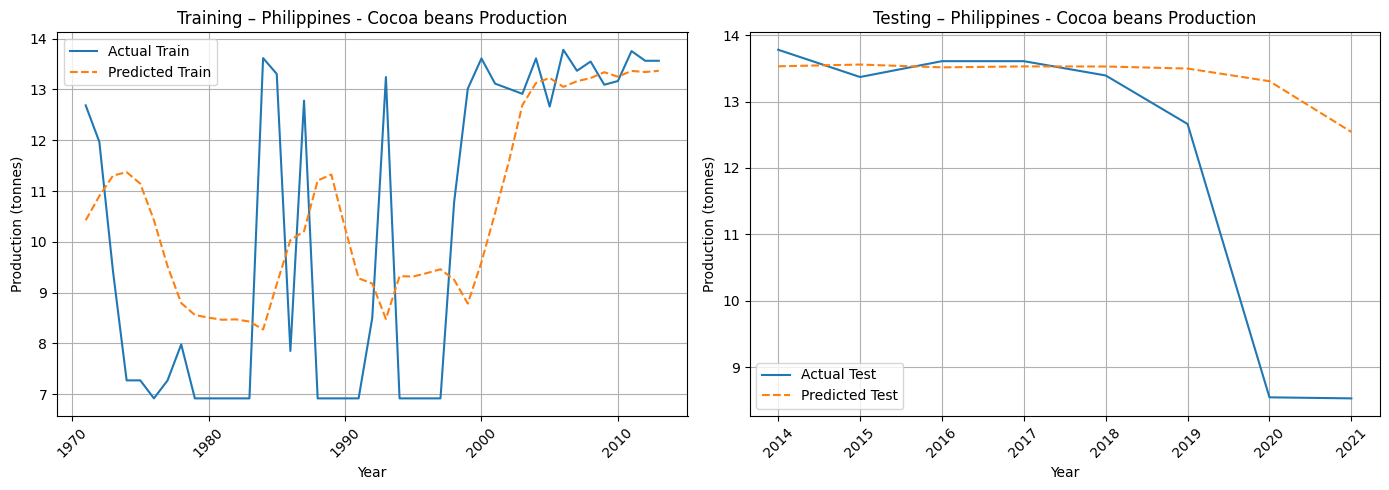 Training – Philippines - Cocoa beans Production
Production (tonnes)
14
13
12
11
10
9
8
7
Actual Train
Predicted Train
1970
1980
1990
2000
2010
Year
Testing – Philippines - Cocoa beans Production
Production (tonnes)
14
13
12
11
10
9
Actual Test
Predicted Test
2014
2015
2016
2017
2018
2019
2020
2021
Year